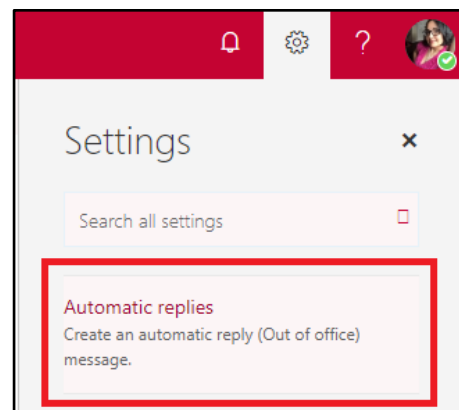 ?
Settings
×
Search all settings
Automatic replies
Create an automatic reply (Out of office)
message.